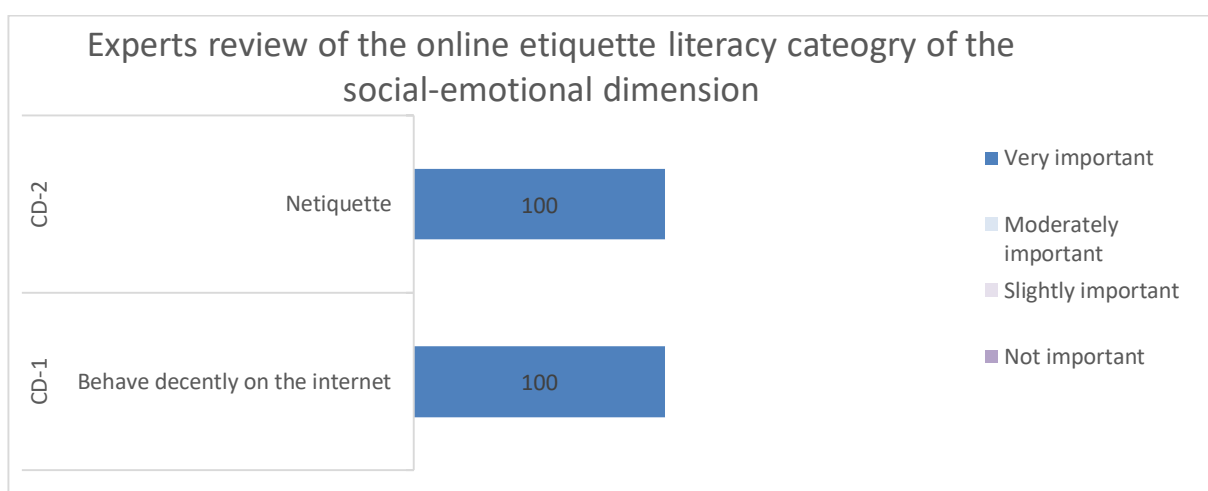 Experts review of the online etiquette literacy cateogry of the
social-emotional dimension
CD-2
Netiquette
100
CD-1
Behave decently on the internet
100
Very important
Moderately
important
Slightly important
Not important